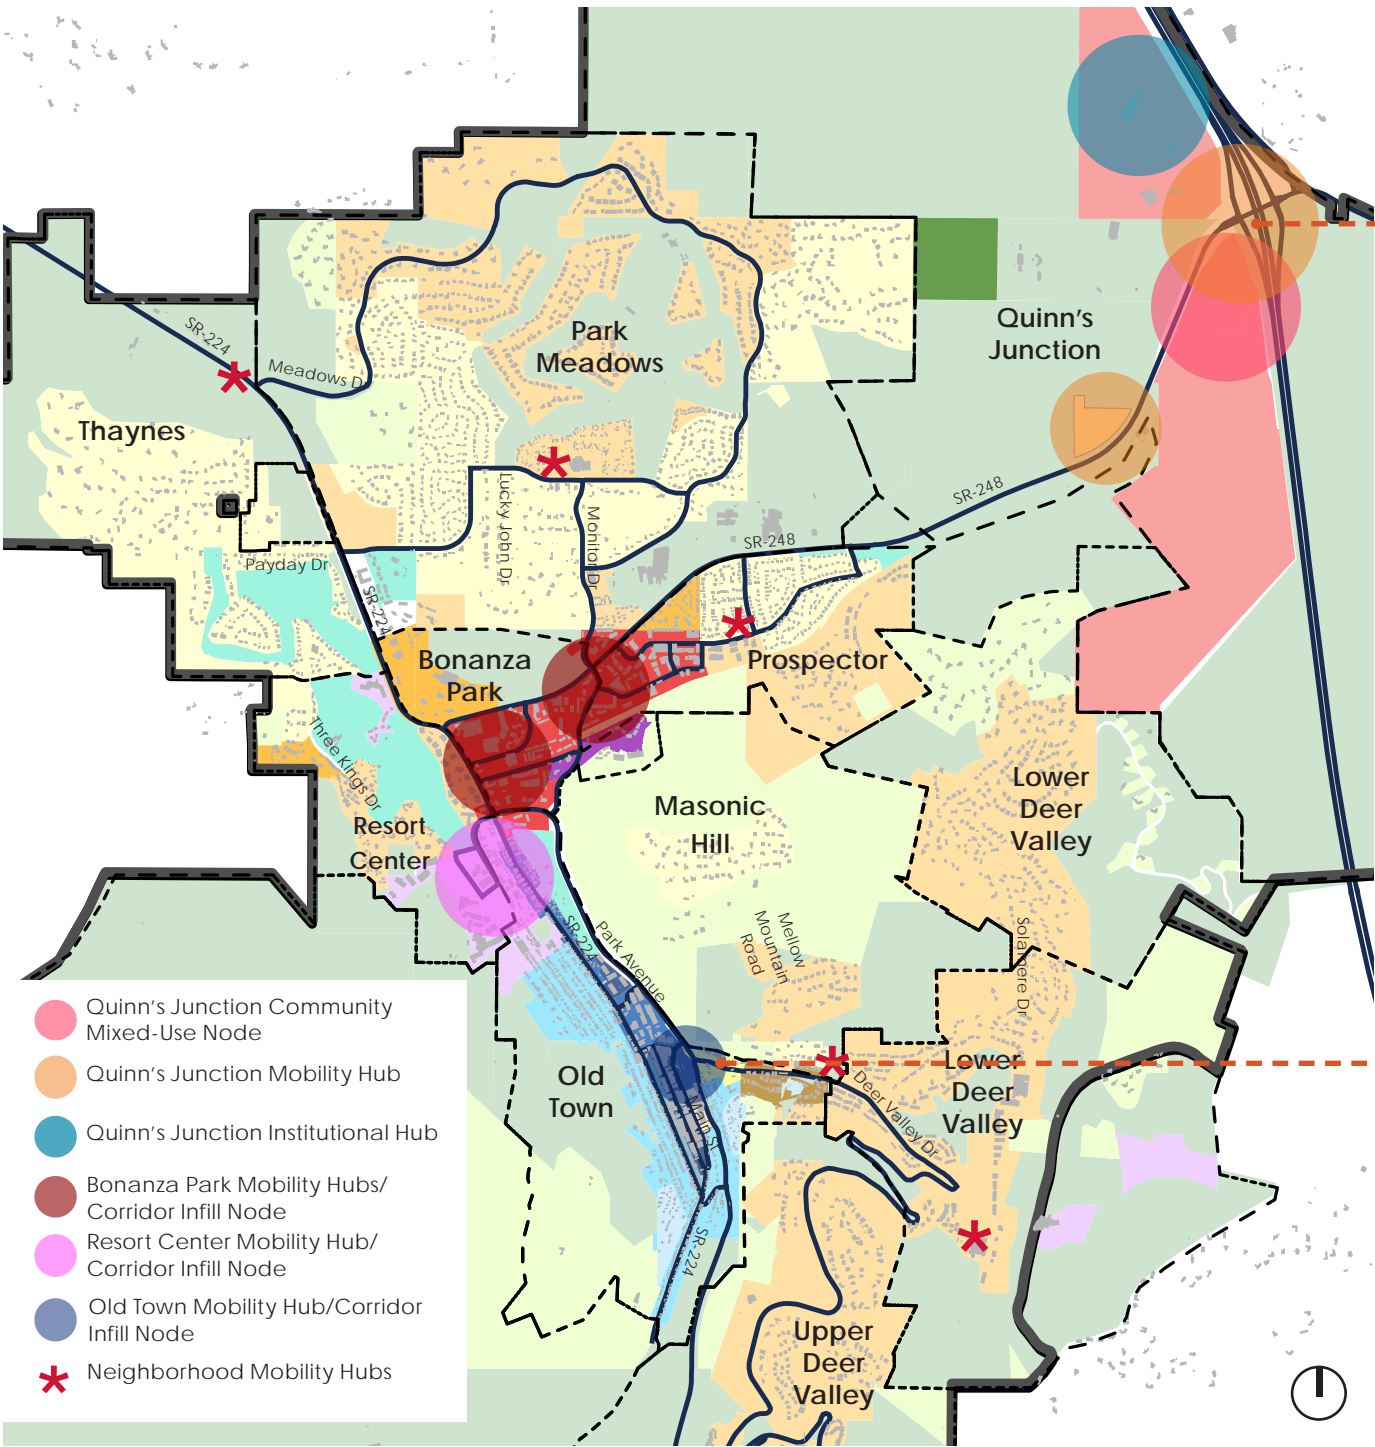 Park
Meadows
Quinn's
Junction
SR-224
Meadows D
Thaynes
Lucky John Dr
Monitor Dr
SR-248
SR-248
Payday Dr
SR-224
Bonanza
Park
Prospector
Three Kings Dr
Resort
Center
Masonic
Hill
Lower
Deer
Valley
SR-224
Park Avenue
Mellow
Mountain
Road
Solamere Dr
Old
Town
Main St.
Deer Valley Dr
Lower
Deer
Valley
SR-224
Upper
Deer
Valley
Quinn's Junction Community
Mixed-Use Node
Quinn's Junction Mobility Hub
Quinn's Junction Institutional Hub
Bonanza Park Mobility Hubs/
Corridor Infill Node
Resort Center Mobility Hub/
Corridor Infill Node
Old Town Mobility Hub/Corridor
Infill Node
Neighborhood Mobility Hubs